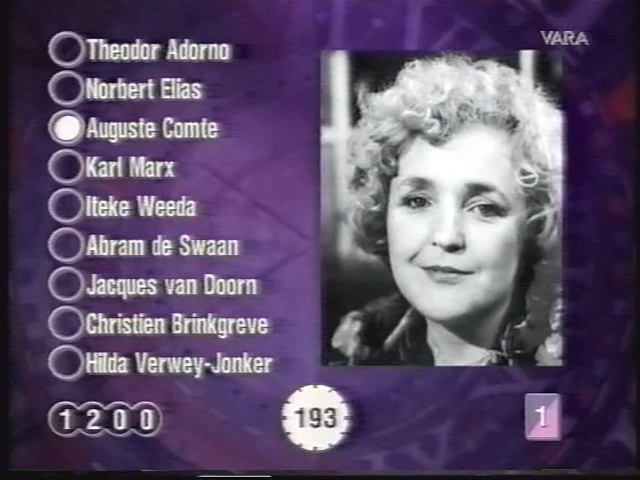 VARA
Theodor Adorno
Norbert Elias
Auguste Comte
Karl Marx
Iteke Weeda
Abram de Swaan
Jacques van Doorn
Christien Brinkgreve
Hilda Verwey-Jonker
1200
193
1